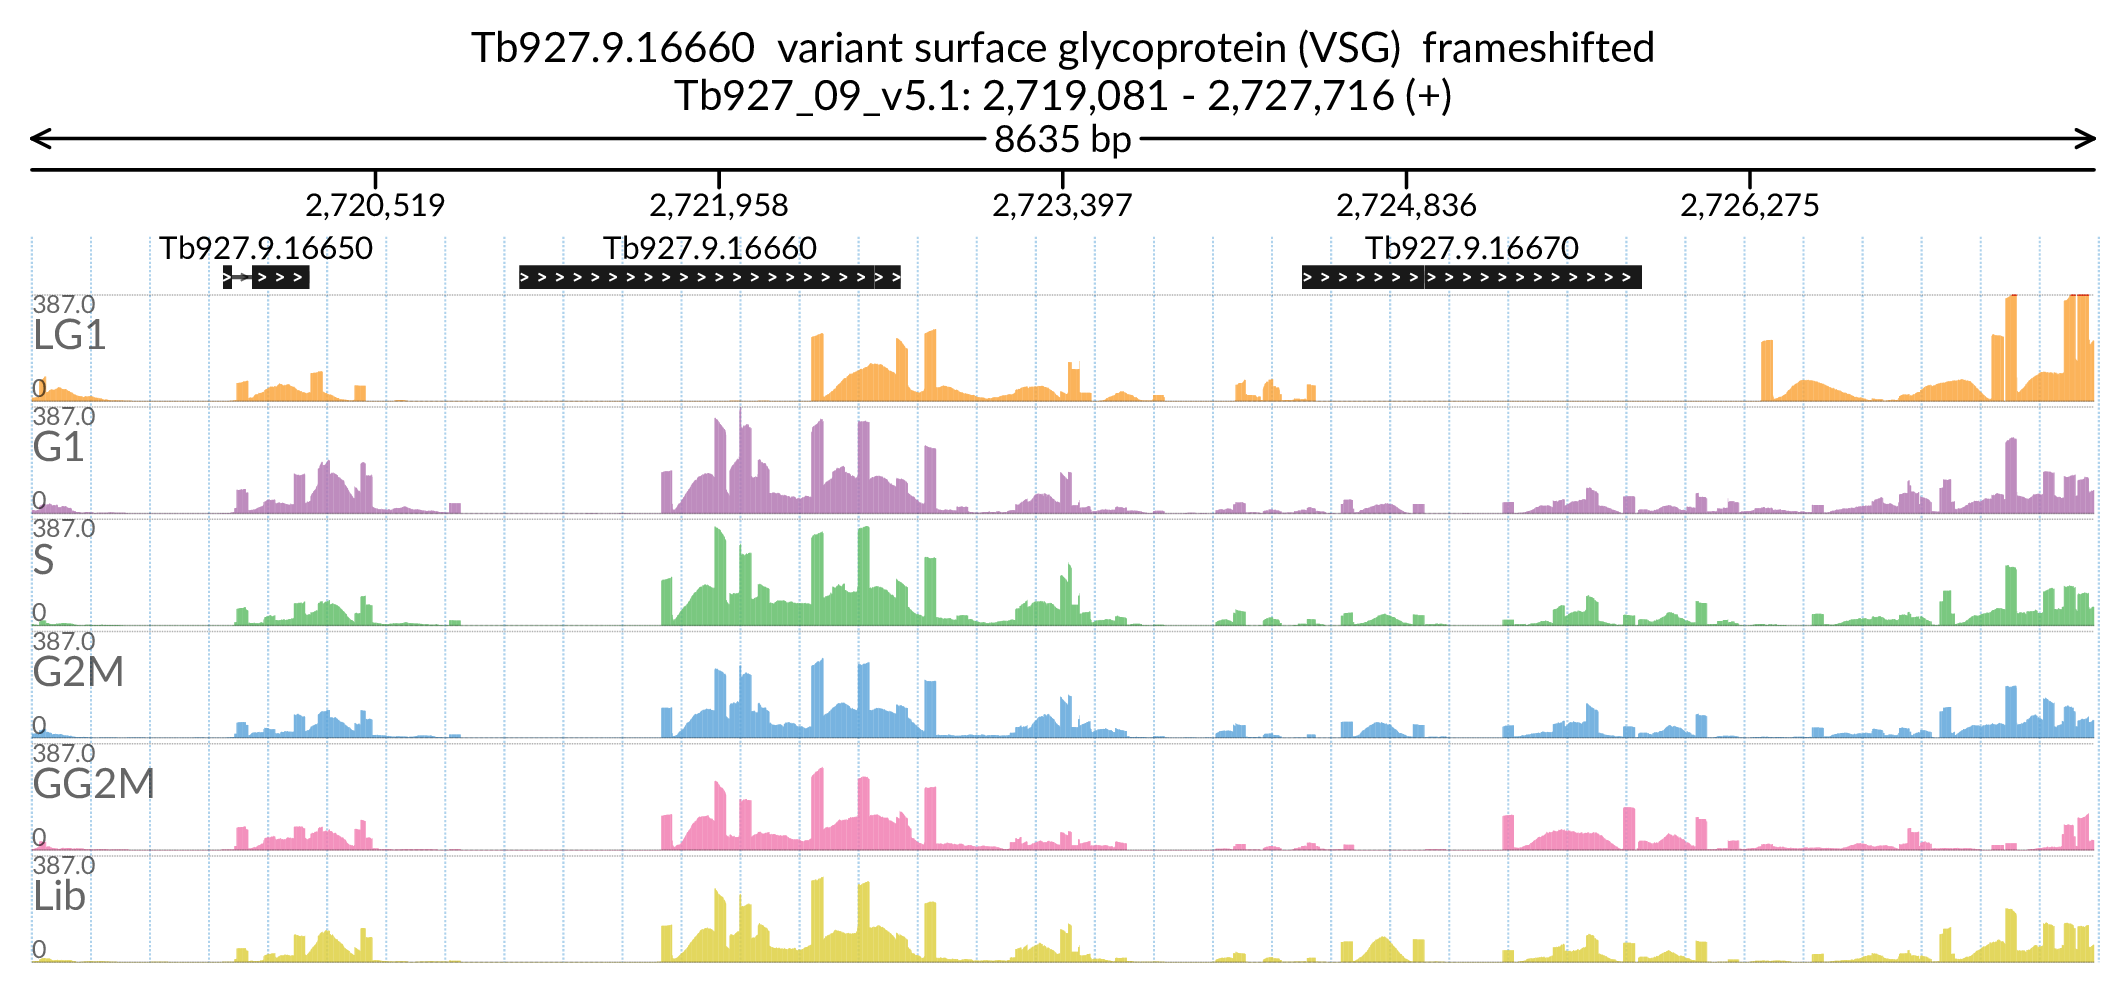 Tb927.9.16660 variant surface glycoprotein (VSG) frameshifted
Tb927_09_v5.1: 2,719,081 - 2,727,716 (+)
8635 bp
2,720,519 2,721,958 2,723,397 2,724,836 2,726,275
Tb927.9.16650 Tb927.9.16660 Tb927.9.16670
387.0
LG1
0
387.0
G1
0
387.0
S
0
387.0
G2M
0
387.0
GG2M
0
387.0
Lib
0